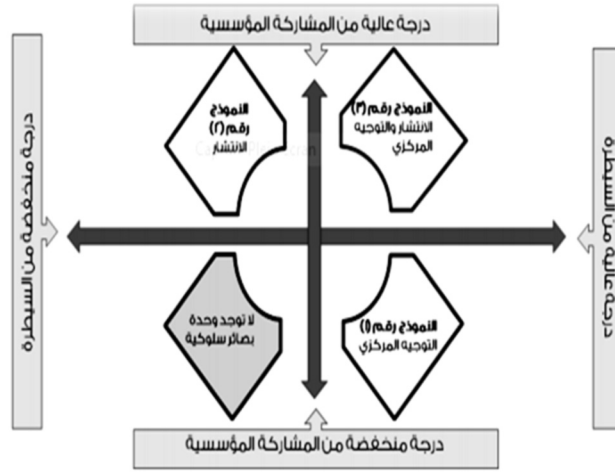 درجة عالية من المشاركة المؤسسية
درجة عالية من السيطرة
النموذج رقم (٣)
الانتشار والتوجيه
المركزي
النموذج
رقم (٢)
الانتشار
درجة منخفضة من السيطرة
النموذج رقم (١)
التوجيه المركزي
لا توجد وحدة
بصائر سلوكية
درجة منخفضة من المشاركة المؤسسية